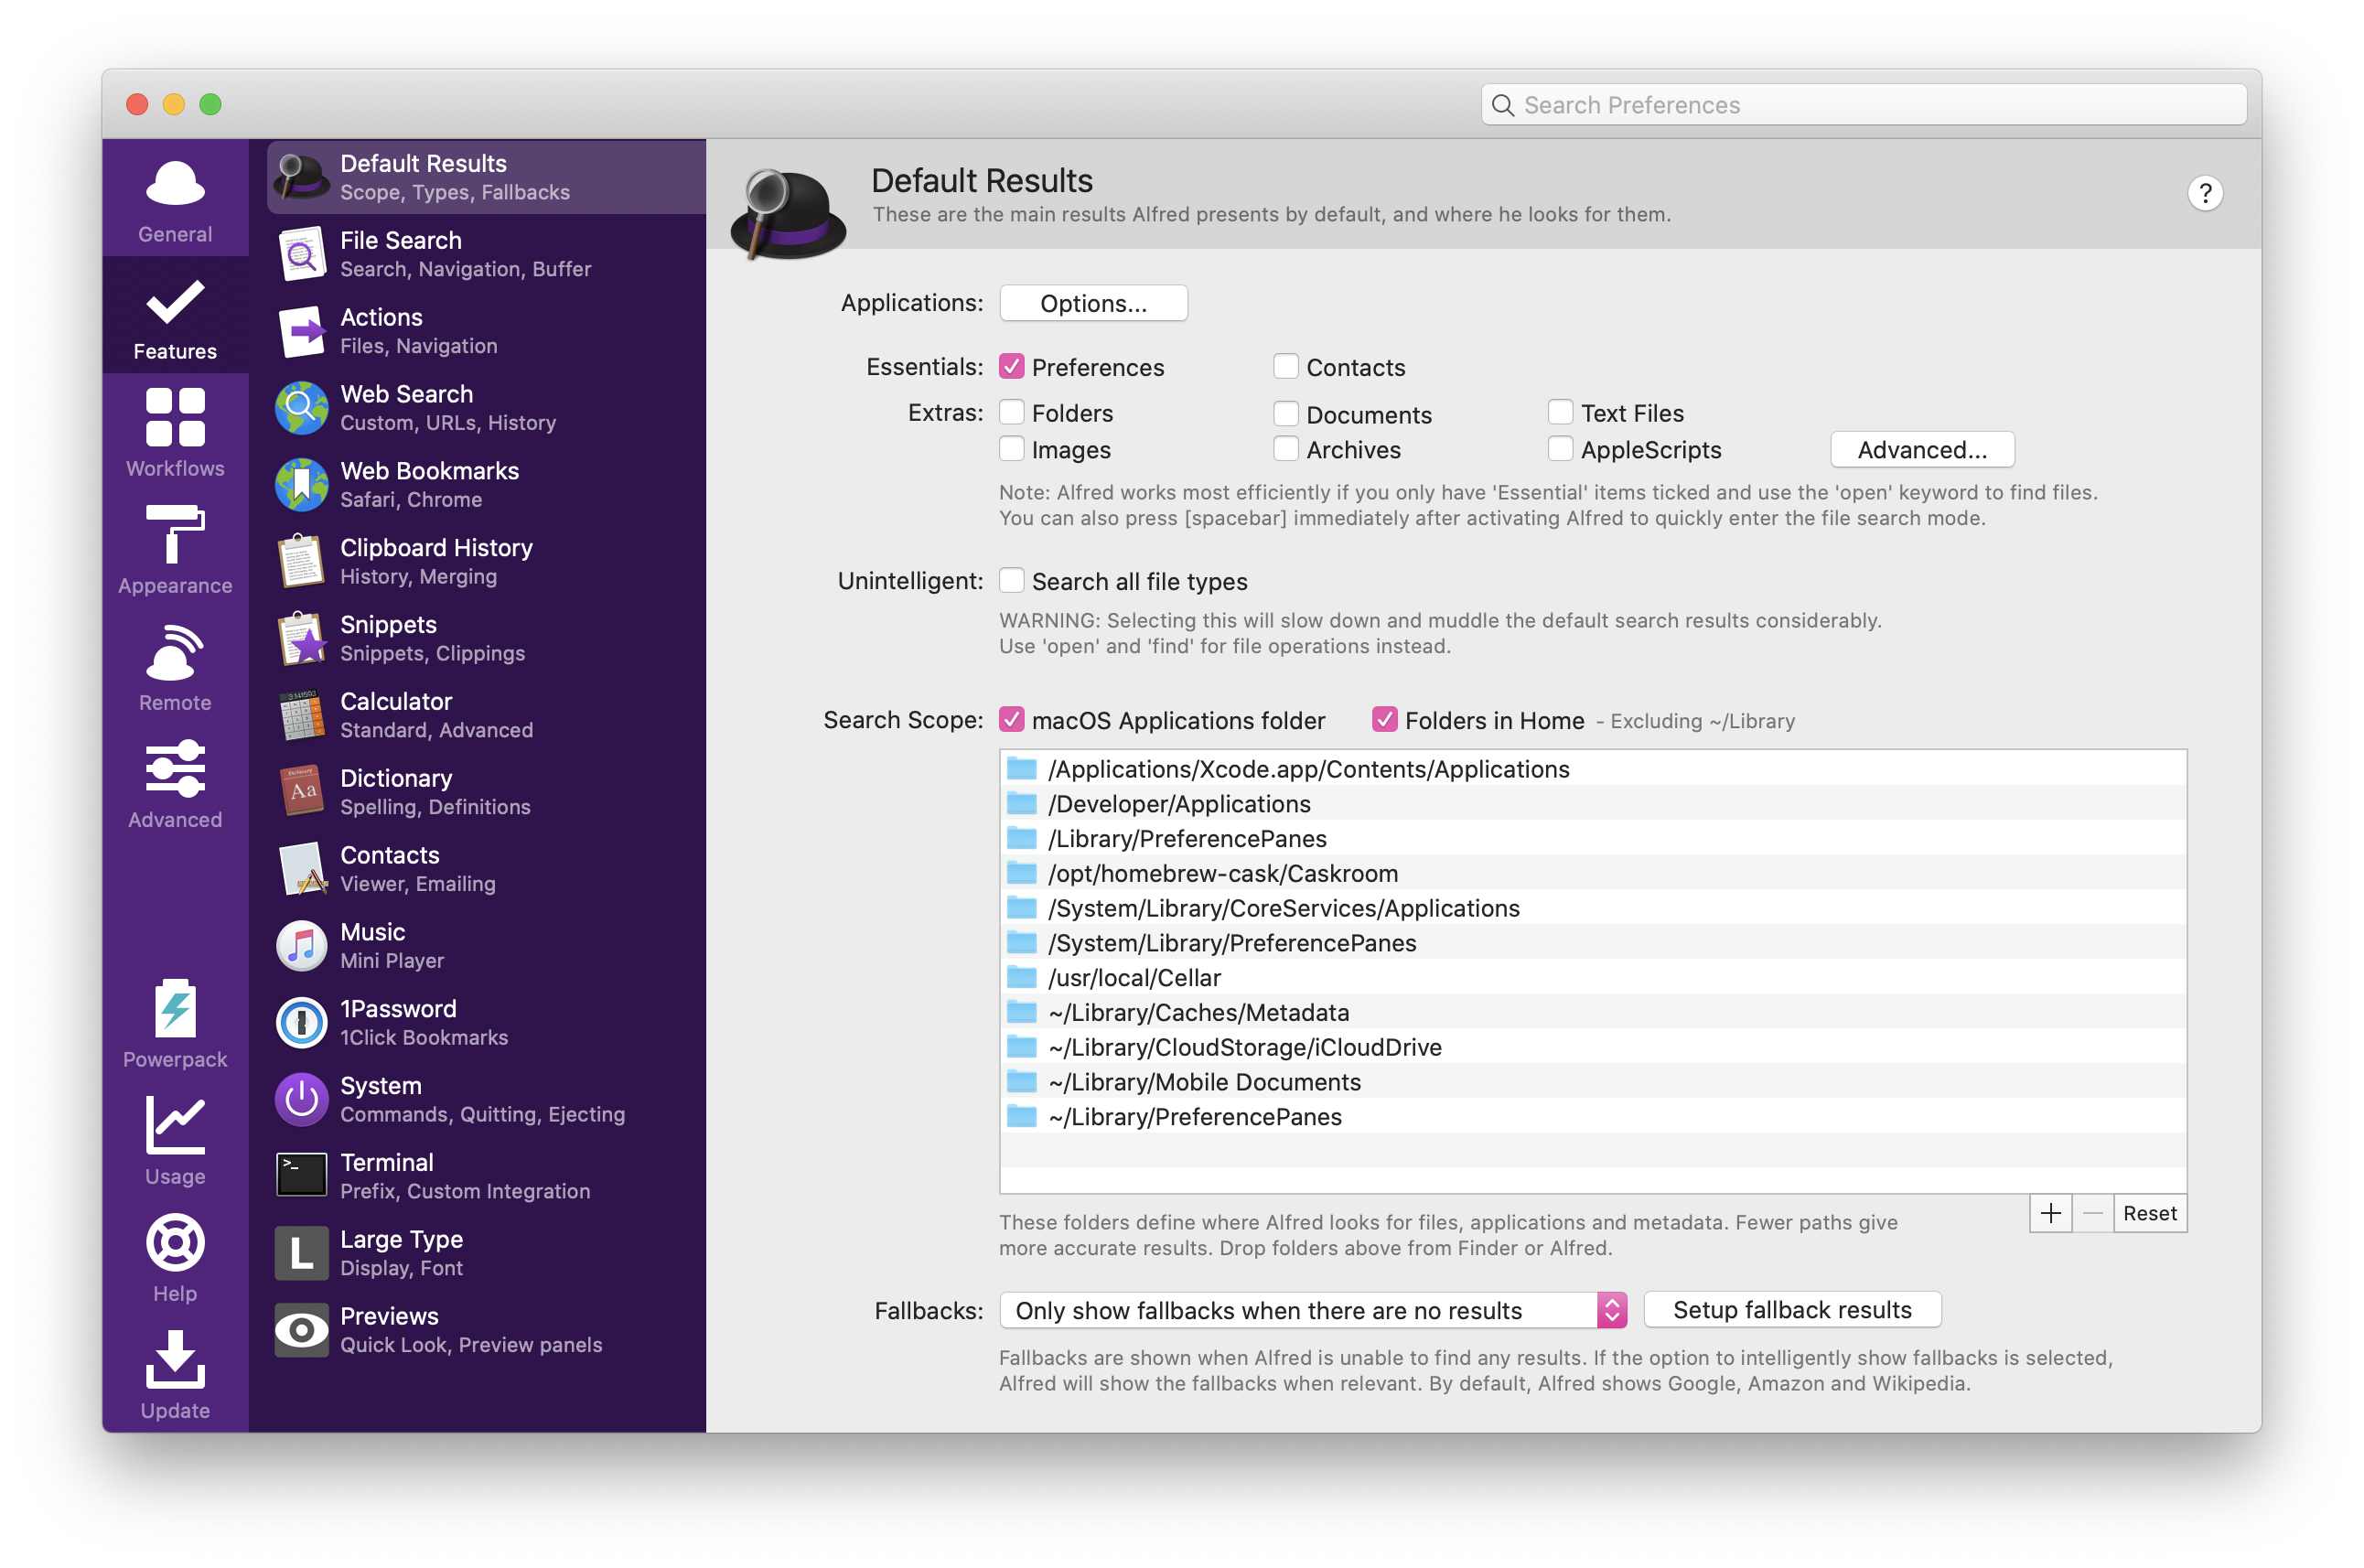 Search Preferences
General
Features
Workflows
Appearance
Remote
Advanced
Powerpack
Usage
Help
Update
Default Results
Scope, Types, Fallbacks
File Search
Search, Navigation, Buffer
Actions
Files, Navigation
Web Search
Custom, URLs, History
Web Bookmarks
Safari, Chrome
Clipboard History
History, Merging
Snippets
Snippets, Clippings
Calculator
Standard, Advanced
Dictionary
Spelling, Definitions
Contacts
Viewer, Emailing
Music
Mini Player
1Password
1Click Bookmarks
System
Commands, Quitting, Ejecting
Terminal
Prefix, Custom Integration
Large Type
Display, Font
Previews
Quick Look, Preview panels
Default Results
These are the main results Alfred presents by default, and where he looks for them.
?
Applications: Options...
Essentials: Preferences Contacts
Extras: Folders Documents Text Files
Images Archives AppleScripts Advanced...
Note: Alfred works most efficiently if you only have 'Essential' items ticked and use the 'open' keyword to find files.
You can also press [spacebar] immediately after activating Alfred to quickly enter the file search mode.
Unintelligent: Search all file types
WARNING: Selecting this will slow down and muddle the default search results considerably.
Use 'open' and 'find' for file operations instead.
Search Scope: macOS Applications folder Folders in Home - Excluding ~/Library
/Applications/Xcode.app/Contents/Applications
/Developer/Applications
/Library/PreferencePanes
/opt/homebrew-cask/Caskroom
/System/Library/CoreServices/Applications
/System/Library/PreferencePanes
/usr/local/Cellar
~/Library/Caches/Metadata
~/Library/CloudStorage/iCloudDrive
~/Library/Mobile Documents
~/Library/PreferencePanes
+ − Reset
These folders define where Alfred looks for files, applications and metadata. Fewer paths give
more accurate results. Drop folders above from Finder or Alfred.
Fallbacks: Only show fallbacks when there are no results Setup fallback results
Fallbacks are shown when Alfred is unable to find any results. If the option to intelligently show fallbacks is selected,
Alfred will show the fallbacks when relevant. By default, Alfred shows Google, Amazon and Wikipedia.